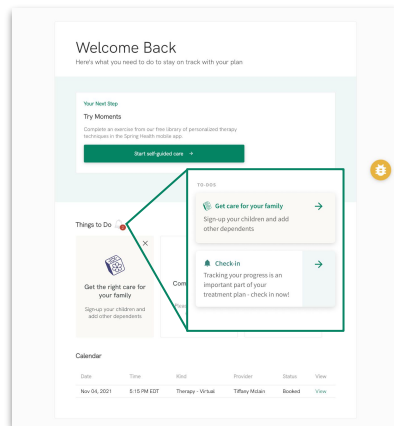 Welcome Back
Here's what you need to do to stay on track with your plan
Your Next Step
Try Moments
Complete an exercise from our free library of personalized therapy
techniques in the Spring Health mobile app.
Start self-guided care →
Things to Do
2
Get the right care for
your family
Sign-up your children and
add other dependents
Com
TO-DOS
Get care for your family
Sign-up your children and add
other dependents
Check-in
Tracking your progress is an
important part of your
treatment plan - check in now!
Calendar
Date Time Kind Provider Status View
Nov 04, 2021 5:15 PM EDT Therapy - Virtual Tiffany Mclain Booked View